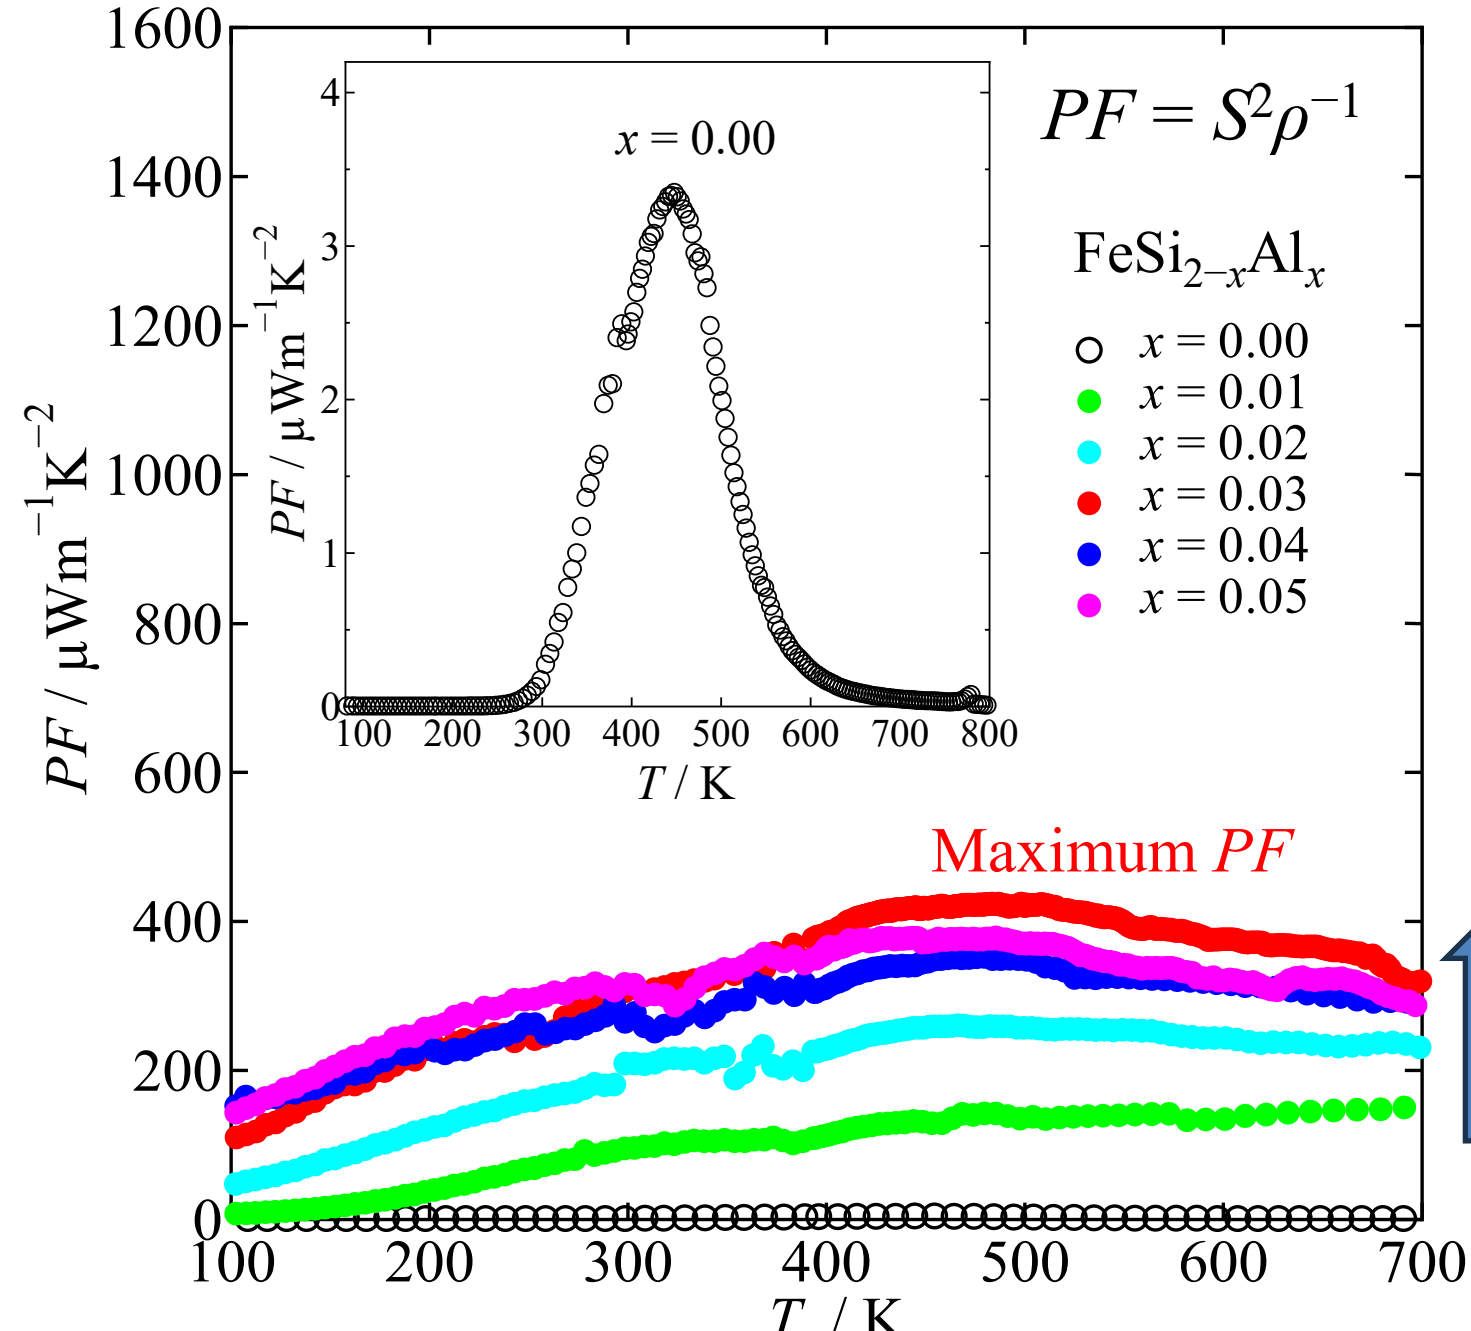 1600
1400
1200
1000
800
600
400
200
0
PF / μWm⁻¹K⁻²
100 200 300 400 500 600 700
T / K
4
3
2
1
0
PF / μWm⁻¹K⁻²
x = 0.00
100 200 300 400 500 600 700 800
T / K
PF = S²ρ⁻¹
FeSi₂₋ₓAlₓ
x = 0.00
x = 0.01
x = 0.02
x = 0.03
x = 0.04
x = 0.05
Maximum PF